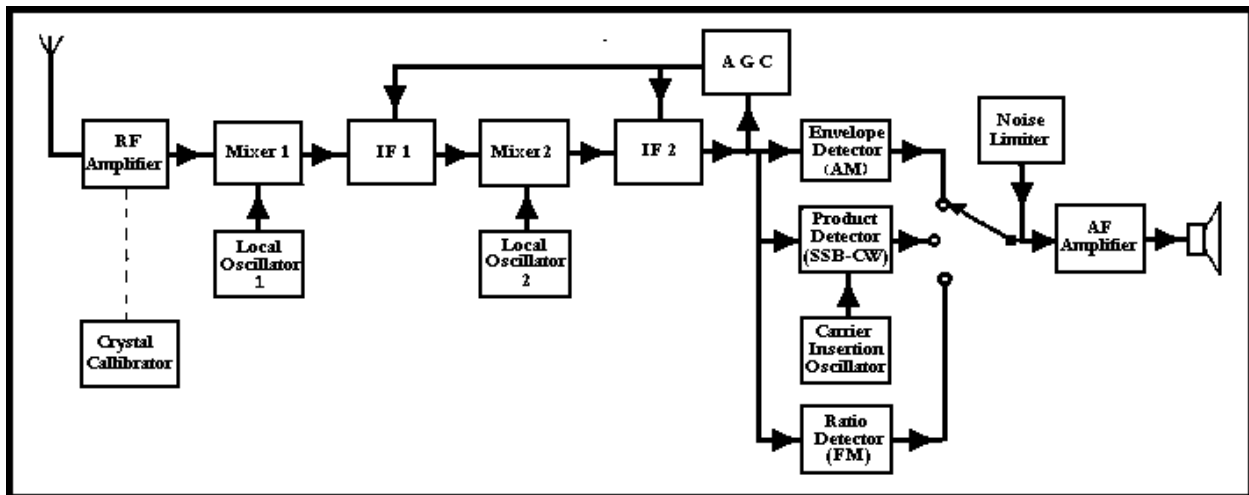 A G C
RF
Amplifier
Mixer 1
IF 1
Mixer 2
IF 2
Envelope
Detector
(AM)
Noise
Limiter
Local
Oscillator
1
Local
Oscillator
2
Product
Detector
(SSB-CW)
AF
Amplifier
Crystal
Callibrator
Carrier
Insertion
Oscillator
Ratio
Detector
(FM)